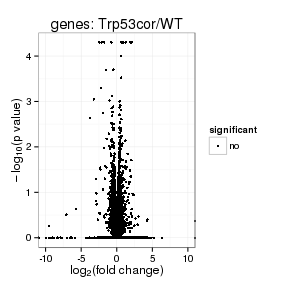 genes: Trp53cor/WT
4
3
2
1
0
−log10(p value)
-10 -5 0 5 10
log2(fold change)
significant
no